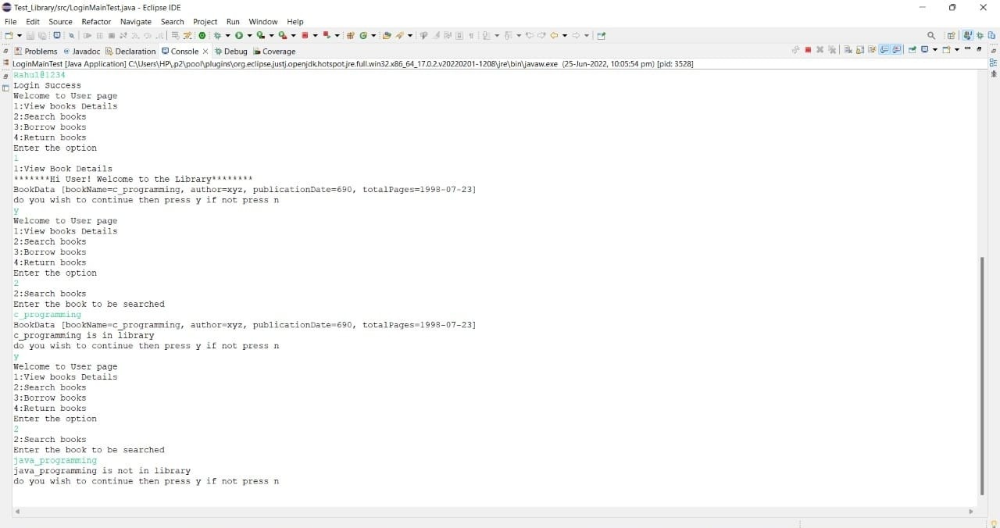 Test_Library/src/LoginMainTest.java - Eclipse IDE
File Edit Source Refactor Navigate Search Project Run Window Help
Problems Javadoc Declaration Console Debug Coverage
LoginMainTest [Java Application] C:\Users\HP\.p2\pool\plugins\org.eclipse.justj.openjdk.hotspot.jre.full.win32.x86_64_17.0.2.v20220201-1208\jre\bin\javaw.exe (25-Jun-2022, 10:05:54 pm) [pid: 3528]
Rahul@1234
Login Success
Welcome to User page
1:View books Details
2:Search books
3:Borrow books
4:Return books
Enter the option
1
1:View Book Details
*******Hi User! Welcome to the Library********
BookData [bookName=c_programming, author=xyz, publicationDate=690, totalPages=1998-07-23]
do you wish to continue then press y if not press n
y
Welcome to User page
1:View books Details
2:Search books
3:Borrow books
4:Return books
Enter the option
2
2:Search books
Enter the book to be searched
c_programming
BookData [bookName=c_programming, author=xyz, publicationDate=690, totalPages=1998-07-23]
c_programming is in library
do you wish to continue then press y if not press n
y
Welcome to User page
1:View books Details
2:Search books
3:Borrow books
4:Return books
Enter the option
2
2:Search books
Enter the book to be searched
java_programming
java_programming is not in library
do you wish to continue then press y if not press n